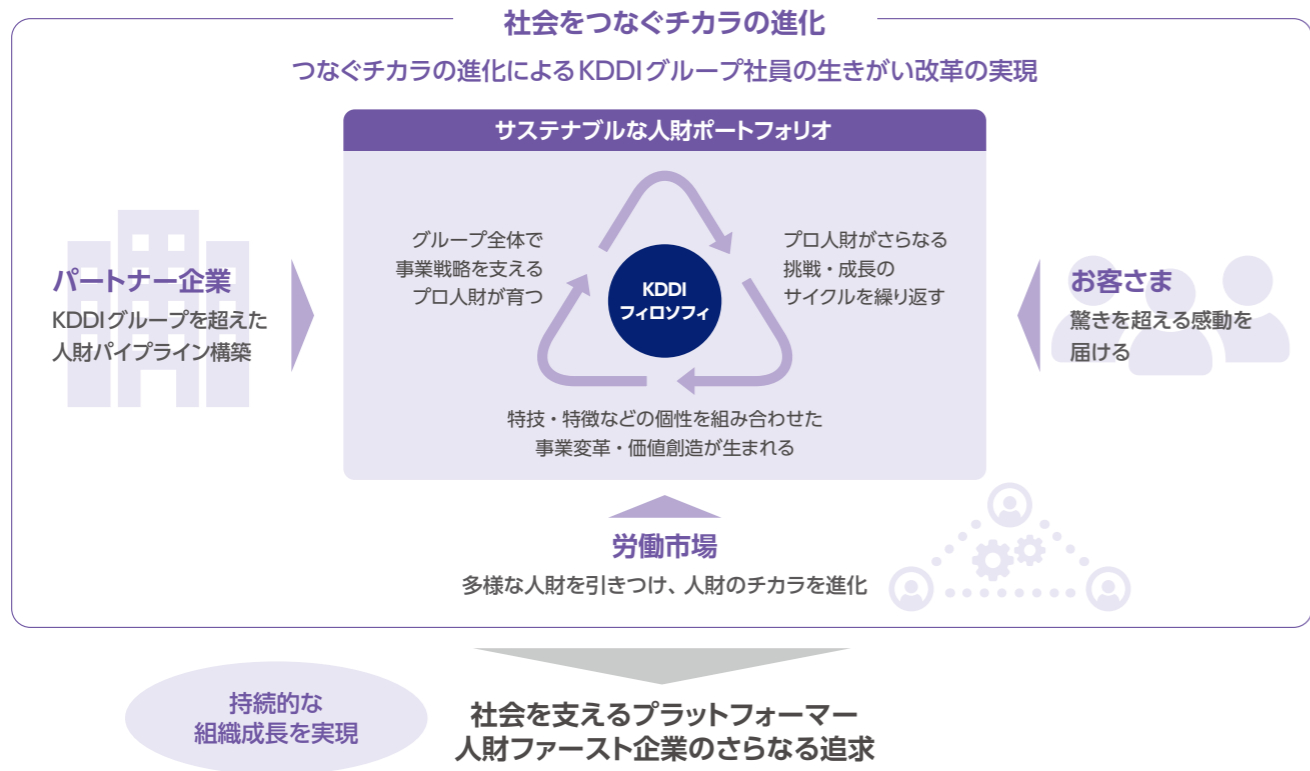 社会をつなぐチカラの進化
つなぐチカラの進化によるKDDIグループ社員の生きがい改革の実現
サステナブルな人財ポートフォリオ
グループ全体で
事業戦略を支える
プロ人財が育つ
KDDI
フィロソフィ
プロ人財がさらなる
挑戦・成長の
サイクルを繰り返す
特技・特徴などの個性を組み合わせた
事業変革・価値創造が生まれる
パートナー企業
KDDIグループを超えた
人財パイプライン構築
お客さま
驚きを超える感動を
届ける
労働市場
多様な人財を引きつけ、人財のチカラを進化
持続的な
組織成長を実現
社会を支えるプラットフォーマー
人財ファースト企業のさらなる追求